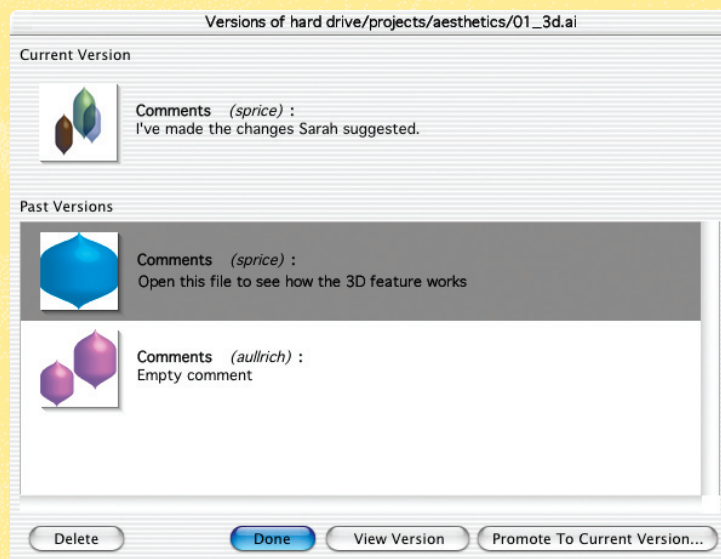 Versions of hard drive/projects/aesthetics/01_3d.ai
Current Version
Comments (sprice) :
I've made the changes Sarah suggested.
Past Versions
Comments (sprice) :
Open this file to see how the 3D feature works
Comments (aullrich) :
Empty comment
Delete Done View Version Promote To Current Version...